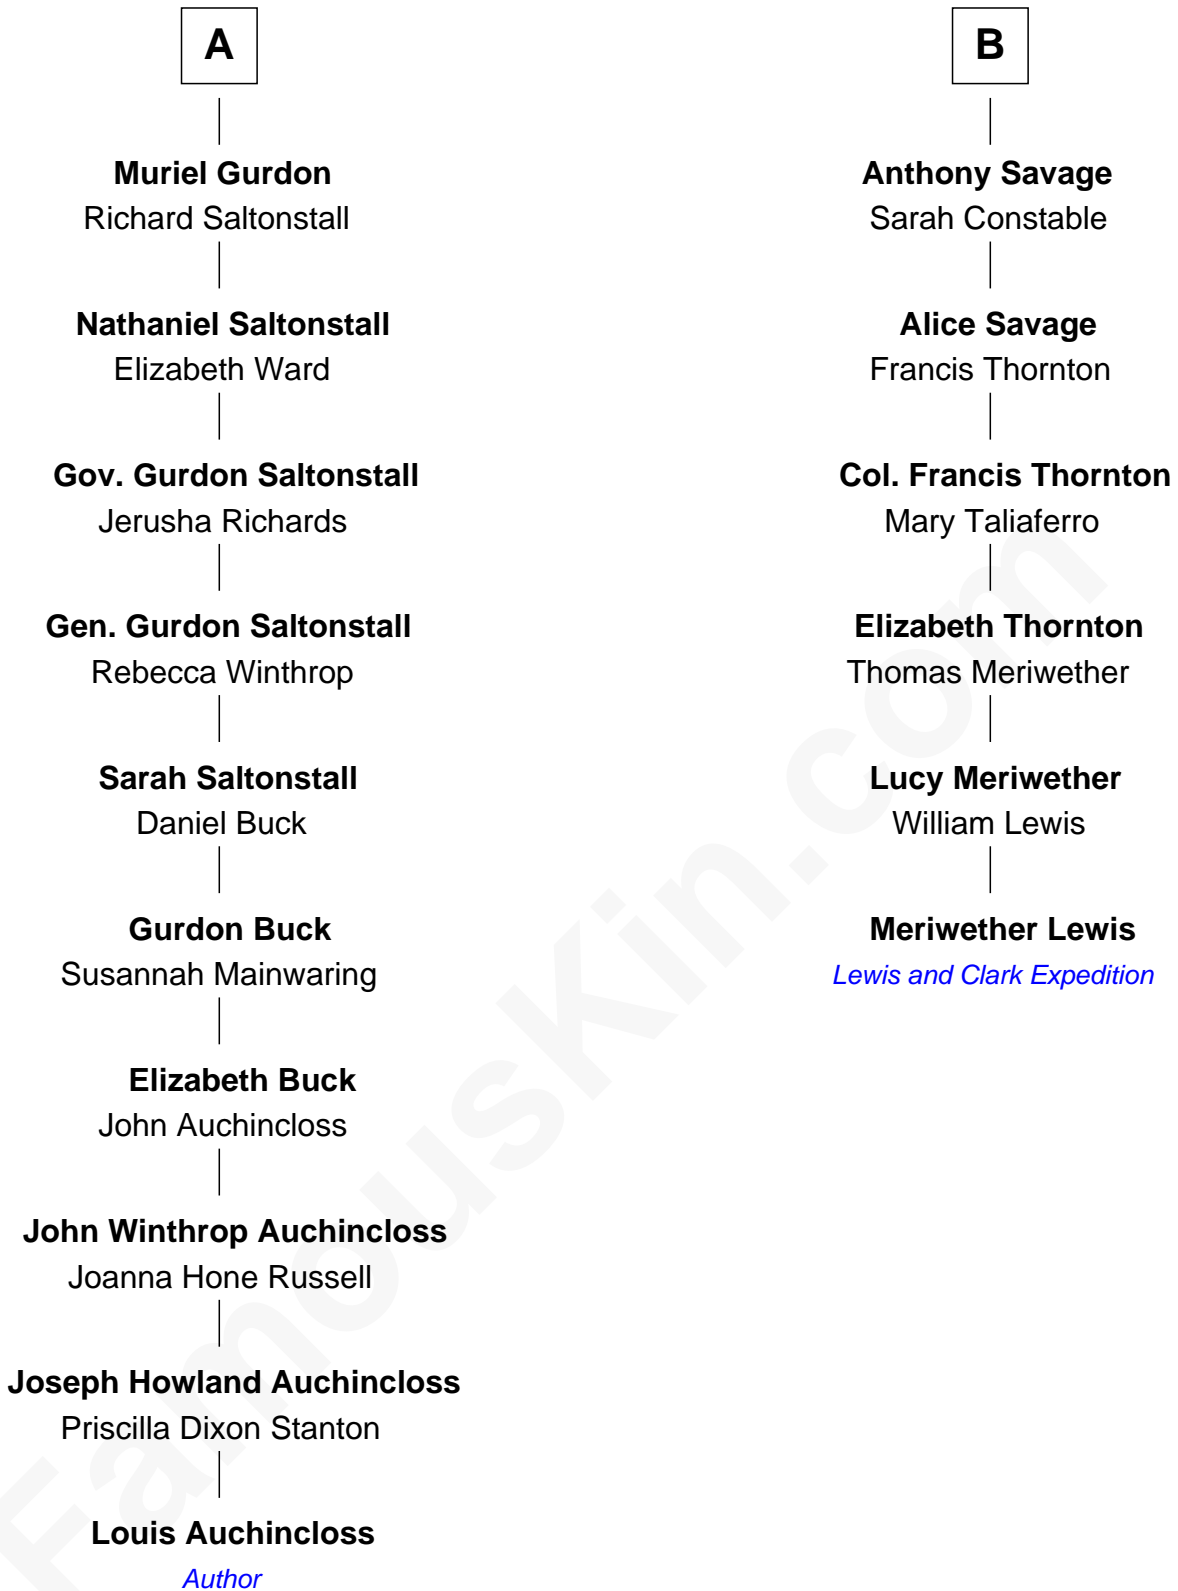 A
Muriel Gurdon
Richard Saltonstall
Nathaniel Saltonstall
Elizabeth Ward
Gov. Gurdon Saltonstall
Jerusha Richards
Gen. Gurdon Saltonstall
Rebecca Winthrop
Sarah Saltonstall
Daniel Buck
Gurdon Buck
Susannah Mainwaring
Elizabeth Buck
John Auchincloss
John Winthrop Auchincloss
Joanna Hone Russell
Joseph Howland Auchincloss
Priscilla Dixon Stanton
Louis Auchincloss
Author
B
Anthony Savage
Sarah Constable
Alice Savage
Francis Thornton
Col. Francis Thornton
Mary Taliaferro
Elizabeth Thornton
Thomas Meriwether
Lucy Meriwether
William Lewis
Meriwether Lewis
Lewis and Clark Expedition
FamousKin.com